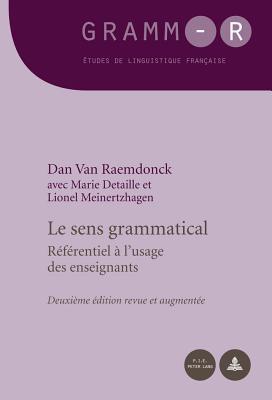 GRAMM-R
ÉTUDES DE LINGUISTIQUE FRANÇAISE
Dan Van Raemdonck
avec Marie Detaille et
Lionel Meinertzhagen
Le sens grammatical
Référentiel à l'usage
des enseignants
Deuxième édition revue et augmentée
P.I.E.
PETER LANG